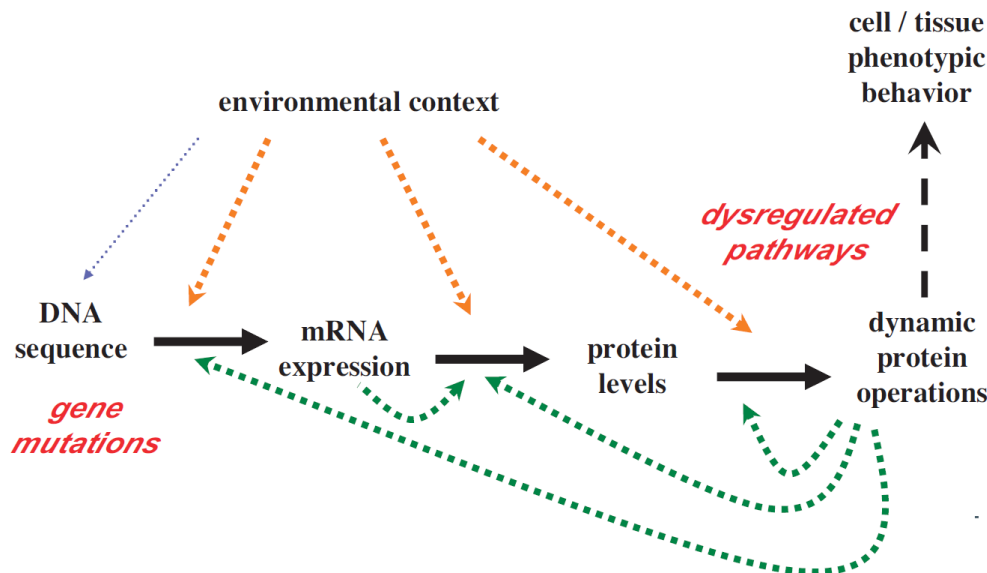 cell / tissue
phenotypic
behavior
environmental context
dysregulated
pathways
DNA
sequence
mRNA
expression
protein
levels
dynamic
protein
operations
gene
mutations